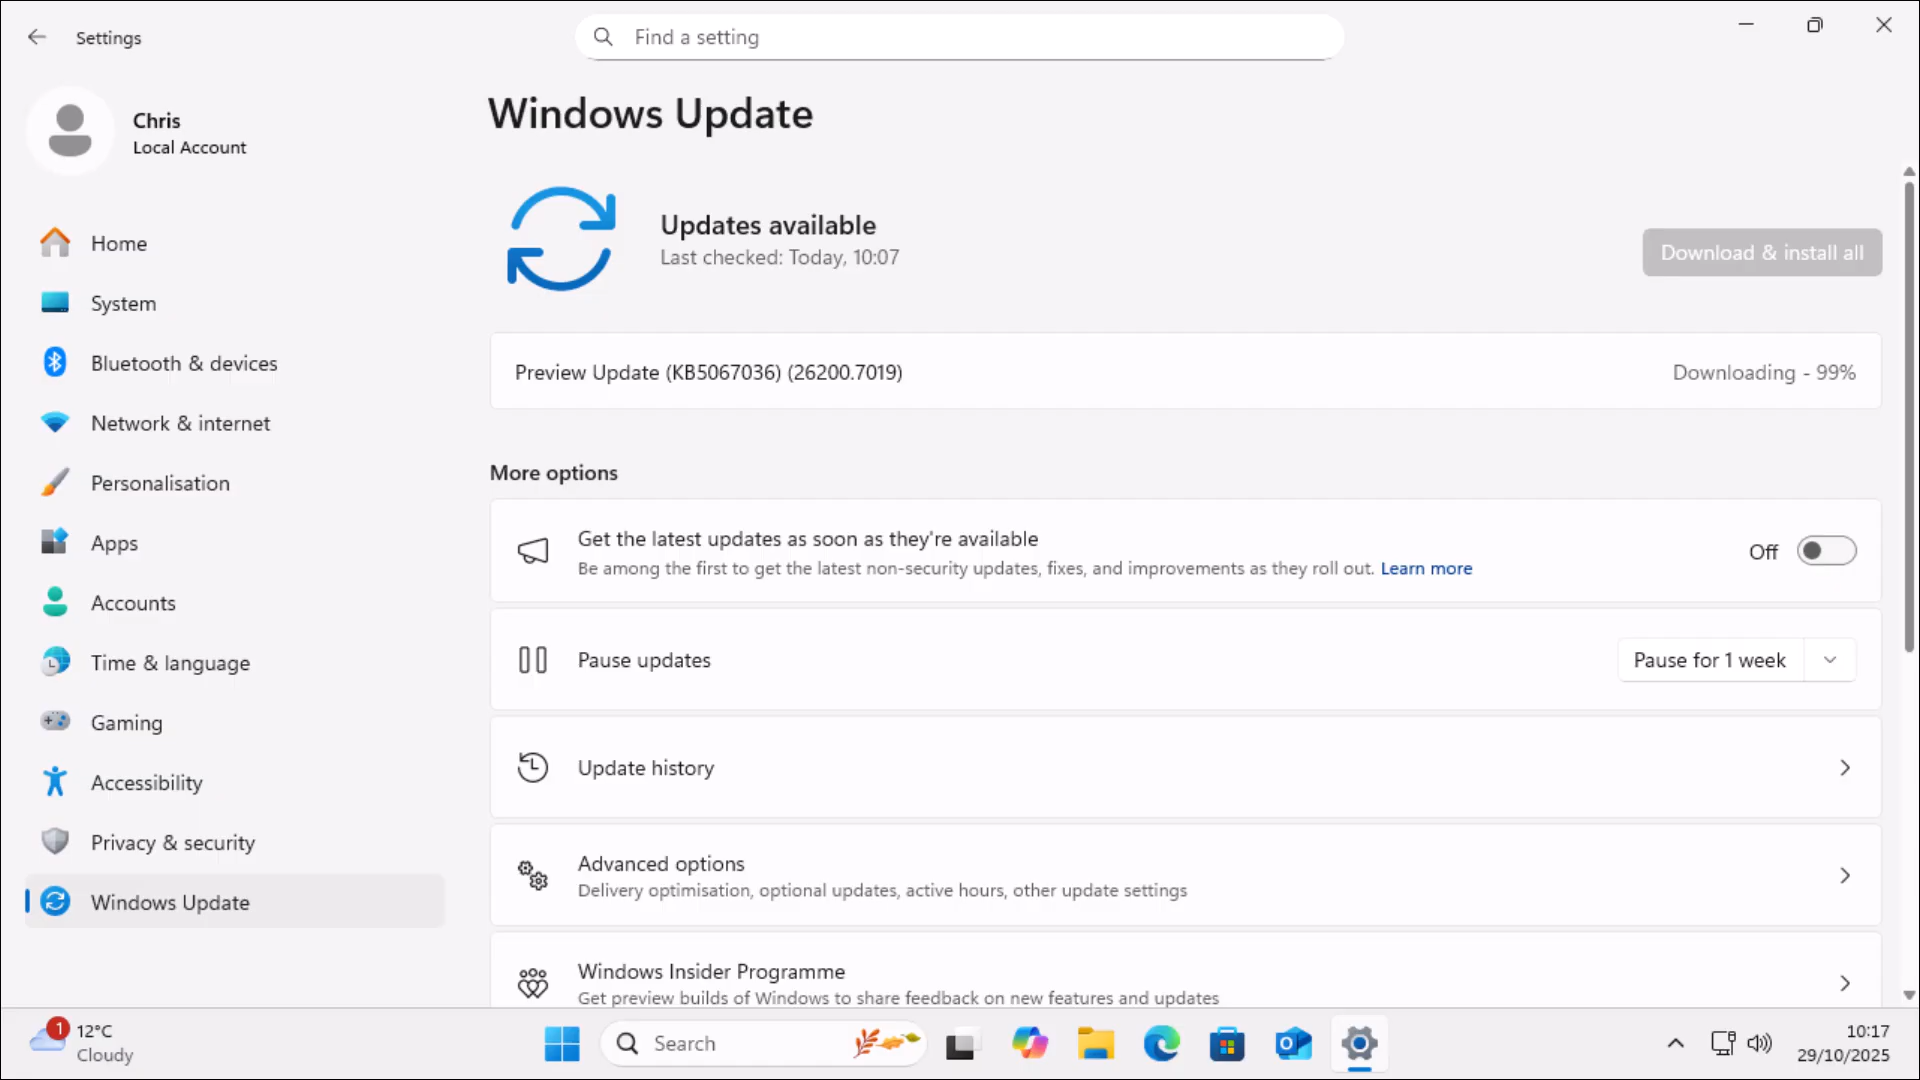 Settings
Find a setting
Chris
Local Account
Home
System
Bluetooth & devices
Network & internet
Personalisation
Apps
Accounts
Time & language
Gaming
Accessibility
Privacy & security
Windows Update
Windows Update
Updates available
Last checked: Today, 10:07
Download & install all
Preview Update (KB5067036) (26200.7019)
Downloading - 99%
More options
Get the latest updates as soon as they're available
Be among the first to get the latest non-security updates, fixes, and improvements as they roll out. Learn more
Off
Pause updates
Pause for 1 week
Update history
Advanced options
Delivery optimisation, optional updates, active hours, other update settings
Windows Insider Programme
Get preview builds of Windows to share feedback on new features and updates
1
12°C
Cloudy
Search
10:17
29/10/2025